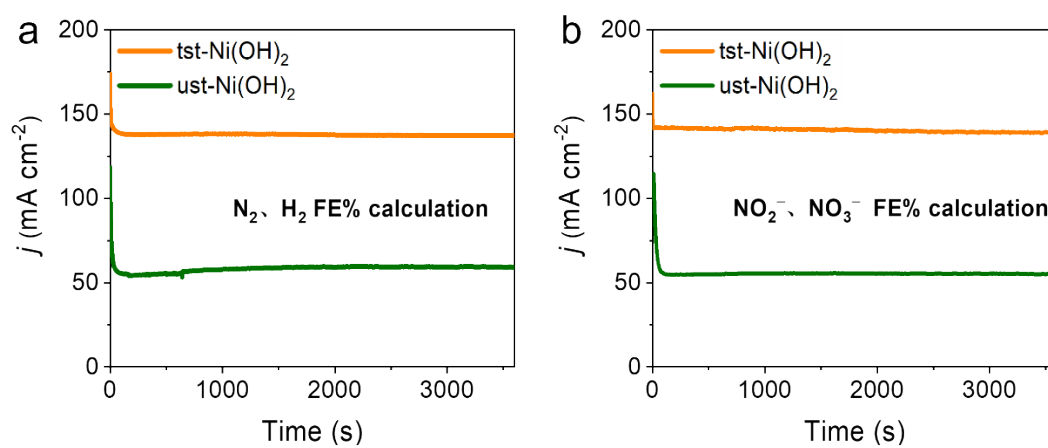 a
200
150
100
50
0
j (mA cm⁻²)
tst-Ni(OH)₂
ust-Ni(OH)₂
N₂、H₂ FE% calculation
0 1000 2000 3000
Time (s)
b
200
150
100
50
0
j (mA cm⁻²)
tst-Ni(OH)₂
ust-Ni(OH)₂
NO₂⁻、NO₃⁻ FE% calculation
0 1000 2000 3000
Time (s)